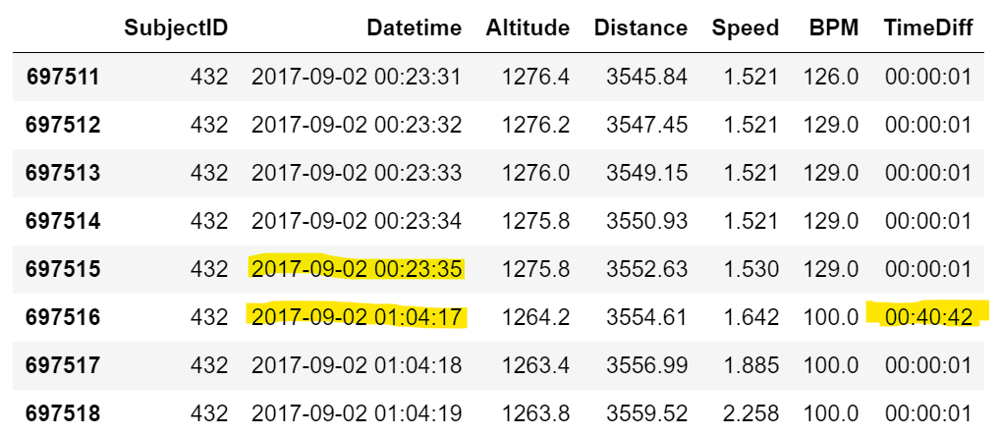 SubjectID Datetime Altitude Distance Speed BPM TimeDiff
697511 432 2017-09-02 00:23:31 1276.4 3545.84 1.521 126.0 00:00:01
697512 432 2017-09-02 00:23:32 1276.2 3547.45 1.521 129.0 00:00:01
697513 432 2017-09-02 00:23:33 1276.0 3549.15 1.521 129.0 00:00:01
697514 432 2017-09-02 00:23:34 1275.8 3550.93 1.521 129.0 00:00:01
697515 432 2017-09-02 00:23:35 1275.8 3552.63 1.530 129.0 00:00:01
697516 432 2017-09-02 01:04:17 1264.2 3554.61 1.642 100.0 00:40:42
697517 432 2017-09-02 01:04:18 1263.4 3556.99 1.885 100.0 00:00:01
697518 432 2017-09-02 01:04:19 1263.8 3559.52 2.258 100.0 00:00:01